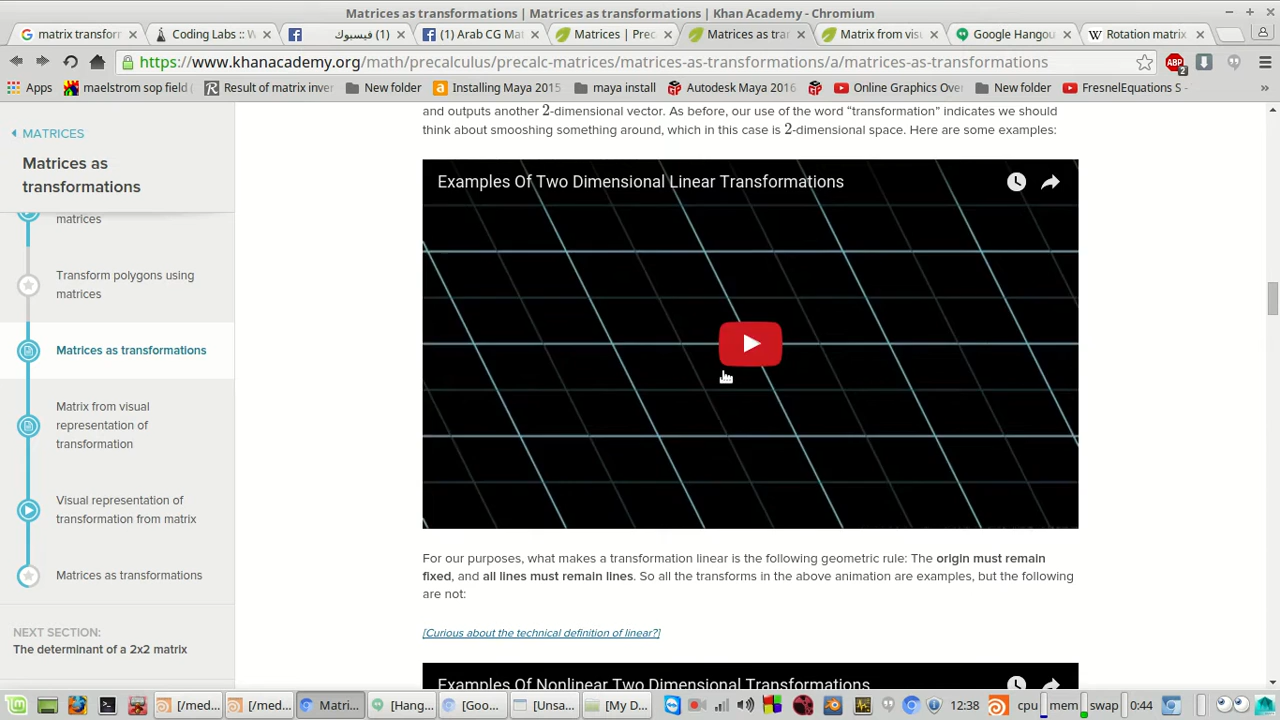 Matrices as transformations | Matrices as transformations | Khan Academy - Chromium
matrix transfor
Coding Labs :: W
(1) فيسبوك
(1) Arab CG Mat
Matrices | Prec
Matrices as tra
Matrix from visu
Google Hangou
Rotation matrix
https://www.khanacademy.org/math/precalculus/precalc-matrices/matrices-as-transformations/a/matrices-as-transformations
ABP
2
Apps
maelstrom sop field (
Result of matrix inver
New folder
Installing Maya 2015
maya install
Autodesk Maya 2016
Online Graphics Over
New folder
FresnelEquations S -
MATRICES
Matrices as
transformations
matrices
Transform polygons using
matrices
Matrices as transformations
Matrix from visual
representation of
transformation
Visual representation of
transformation from matrix
Matrices as transformations
NEXT SECTION:
The determinant of a 2x2 matrix
and outputs another 2-dimensional vector. As before, our use of the word “transformation” indicates we should
think about smooshing something around, which in this case is 2-dimensional space. Here are some examples:
Examples Of Two Dimensional Linear Transformations
For our purposes, what makes a transformation linear is the following geometric rule: The origin must remain
fixed, and all lines must remain lines. So all the transforms in the above animation are examples, but the following
are not:
[Curious about the technical definition of linear?]
Examples Of Nonlinear Two Dimensional Transformations
[/med...
[/med...
Matri...
[Hang...
[Goo...
[Unsa...
[My D...
12:38
cpu
mem
swap
0:44